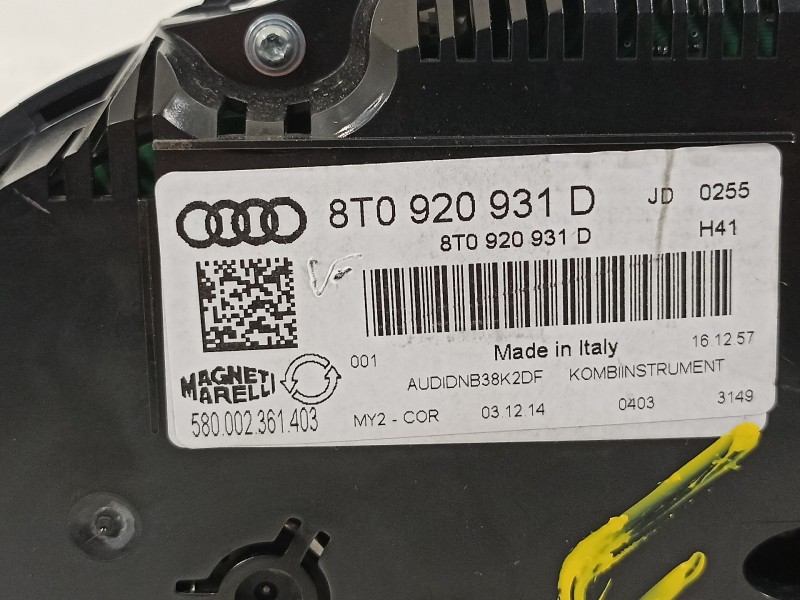 8T0 920 931 D JD 0255
8T0 920 931 D H41
001 Made in Italy 16 12 57
MAGNETI MARELLI AUDIDNB38K2DF KOMBIINSTRUMENT
580.002.361.403 MY2 - COR 03.12.14 0403 3149